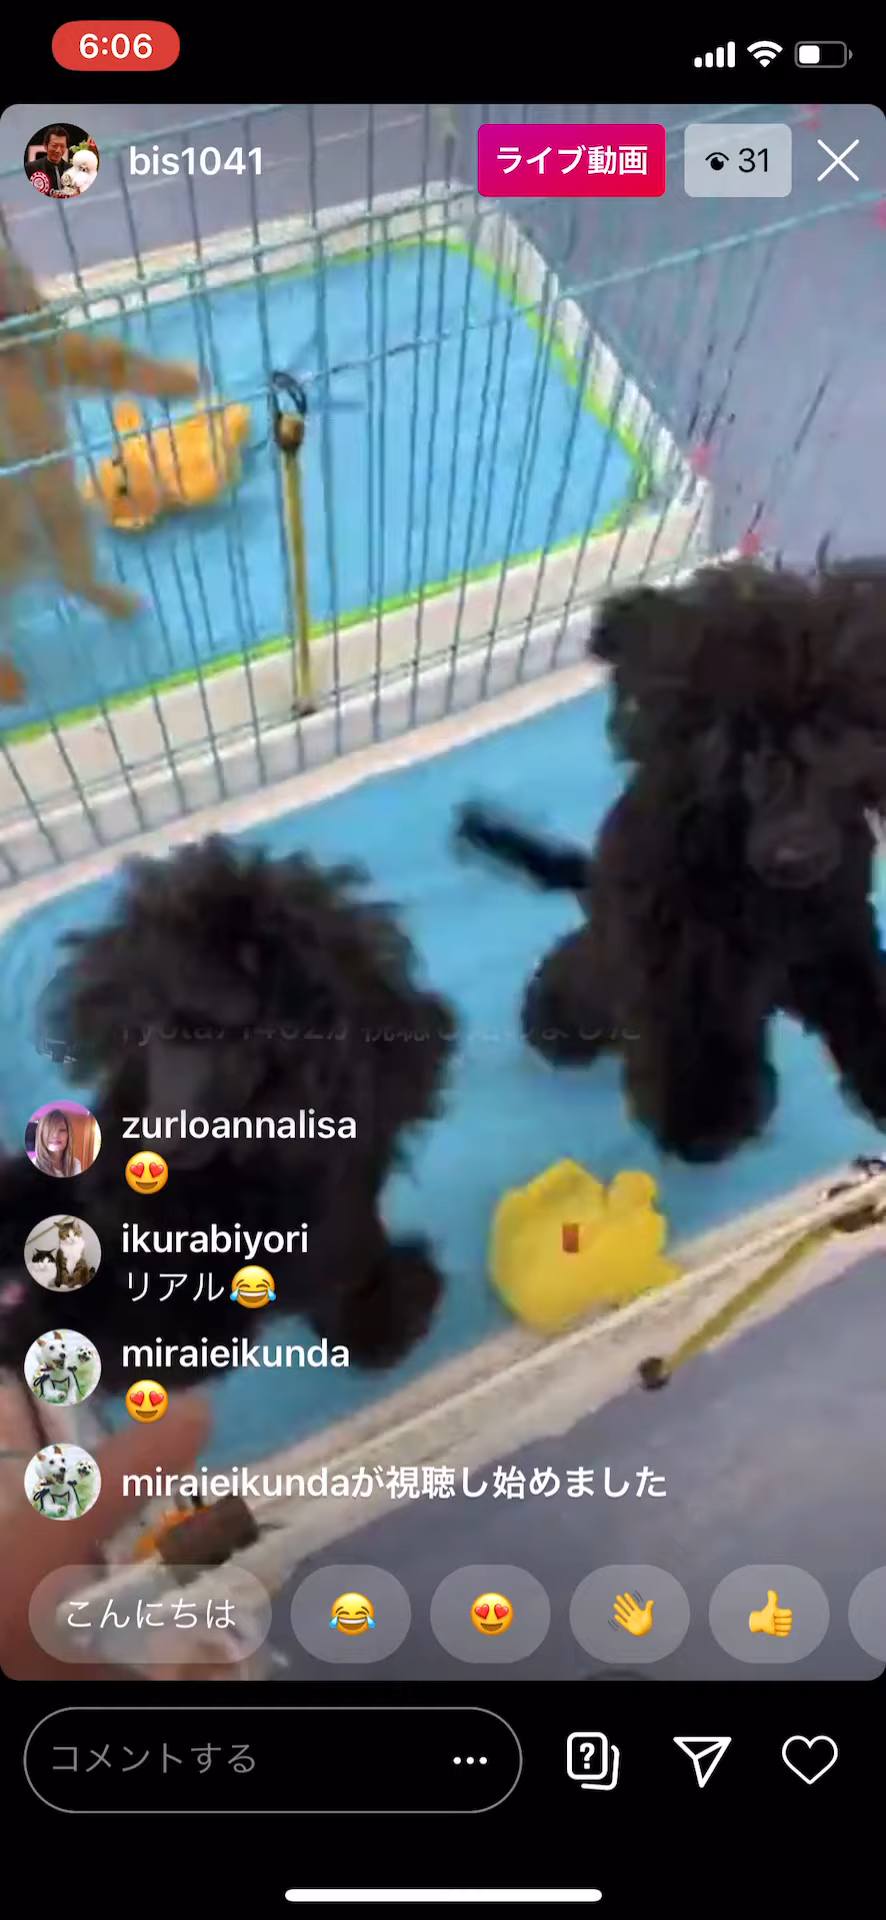 6:06
bis1041
ライブ動画
31
zurloannalisa
😍
ikurabiyori
リアル😂
miraieikunda
😍
miraieikundaが視聴し始めました
こんにちは
😂 😍 👋 👍
コメントする